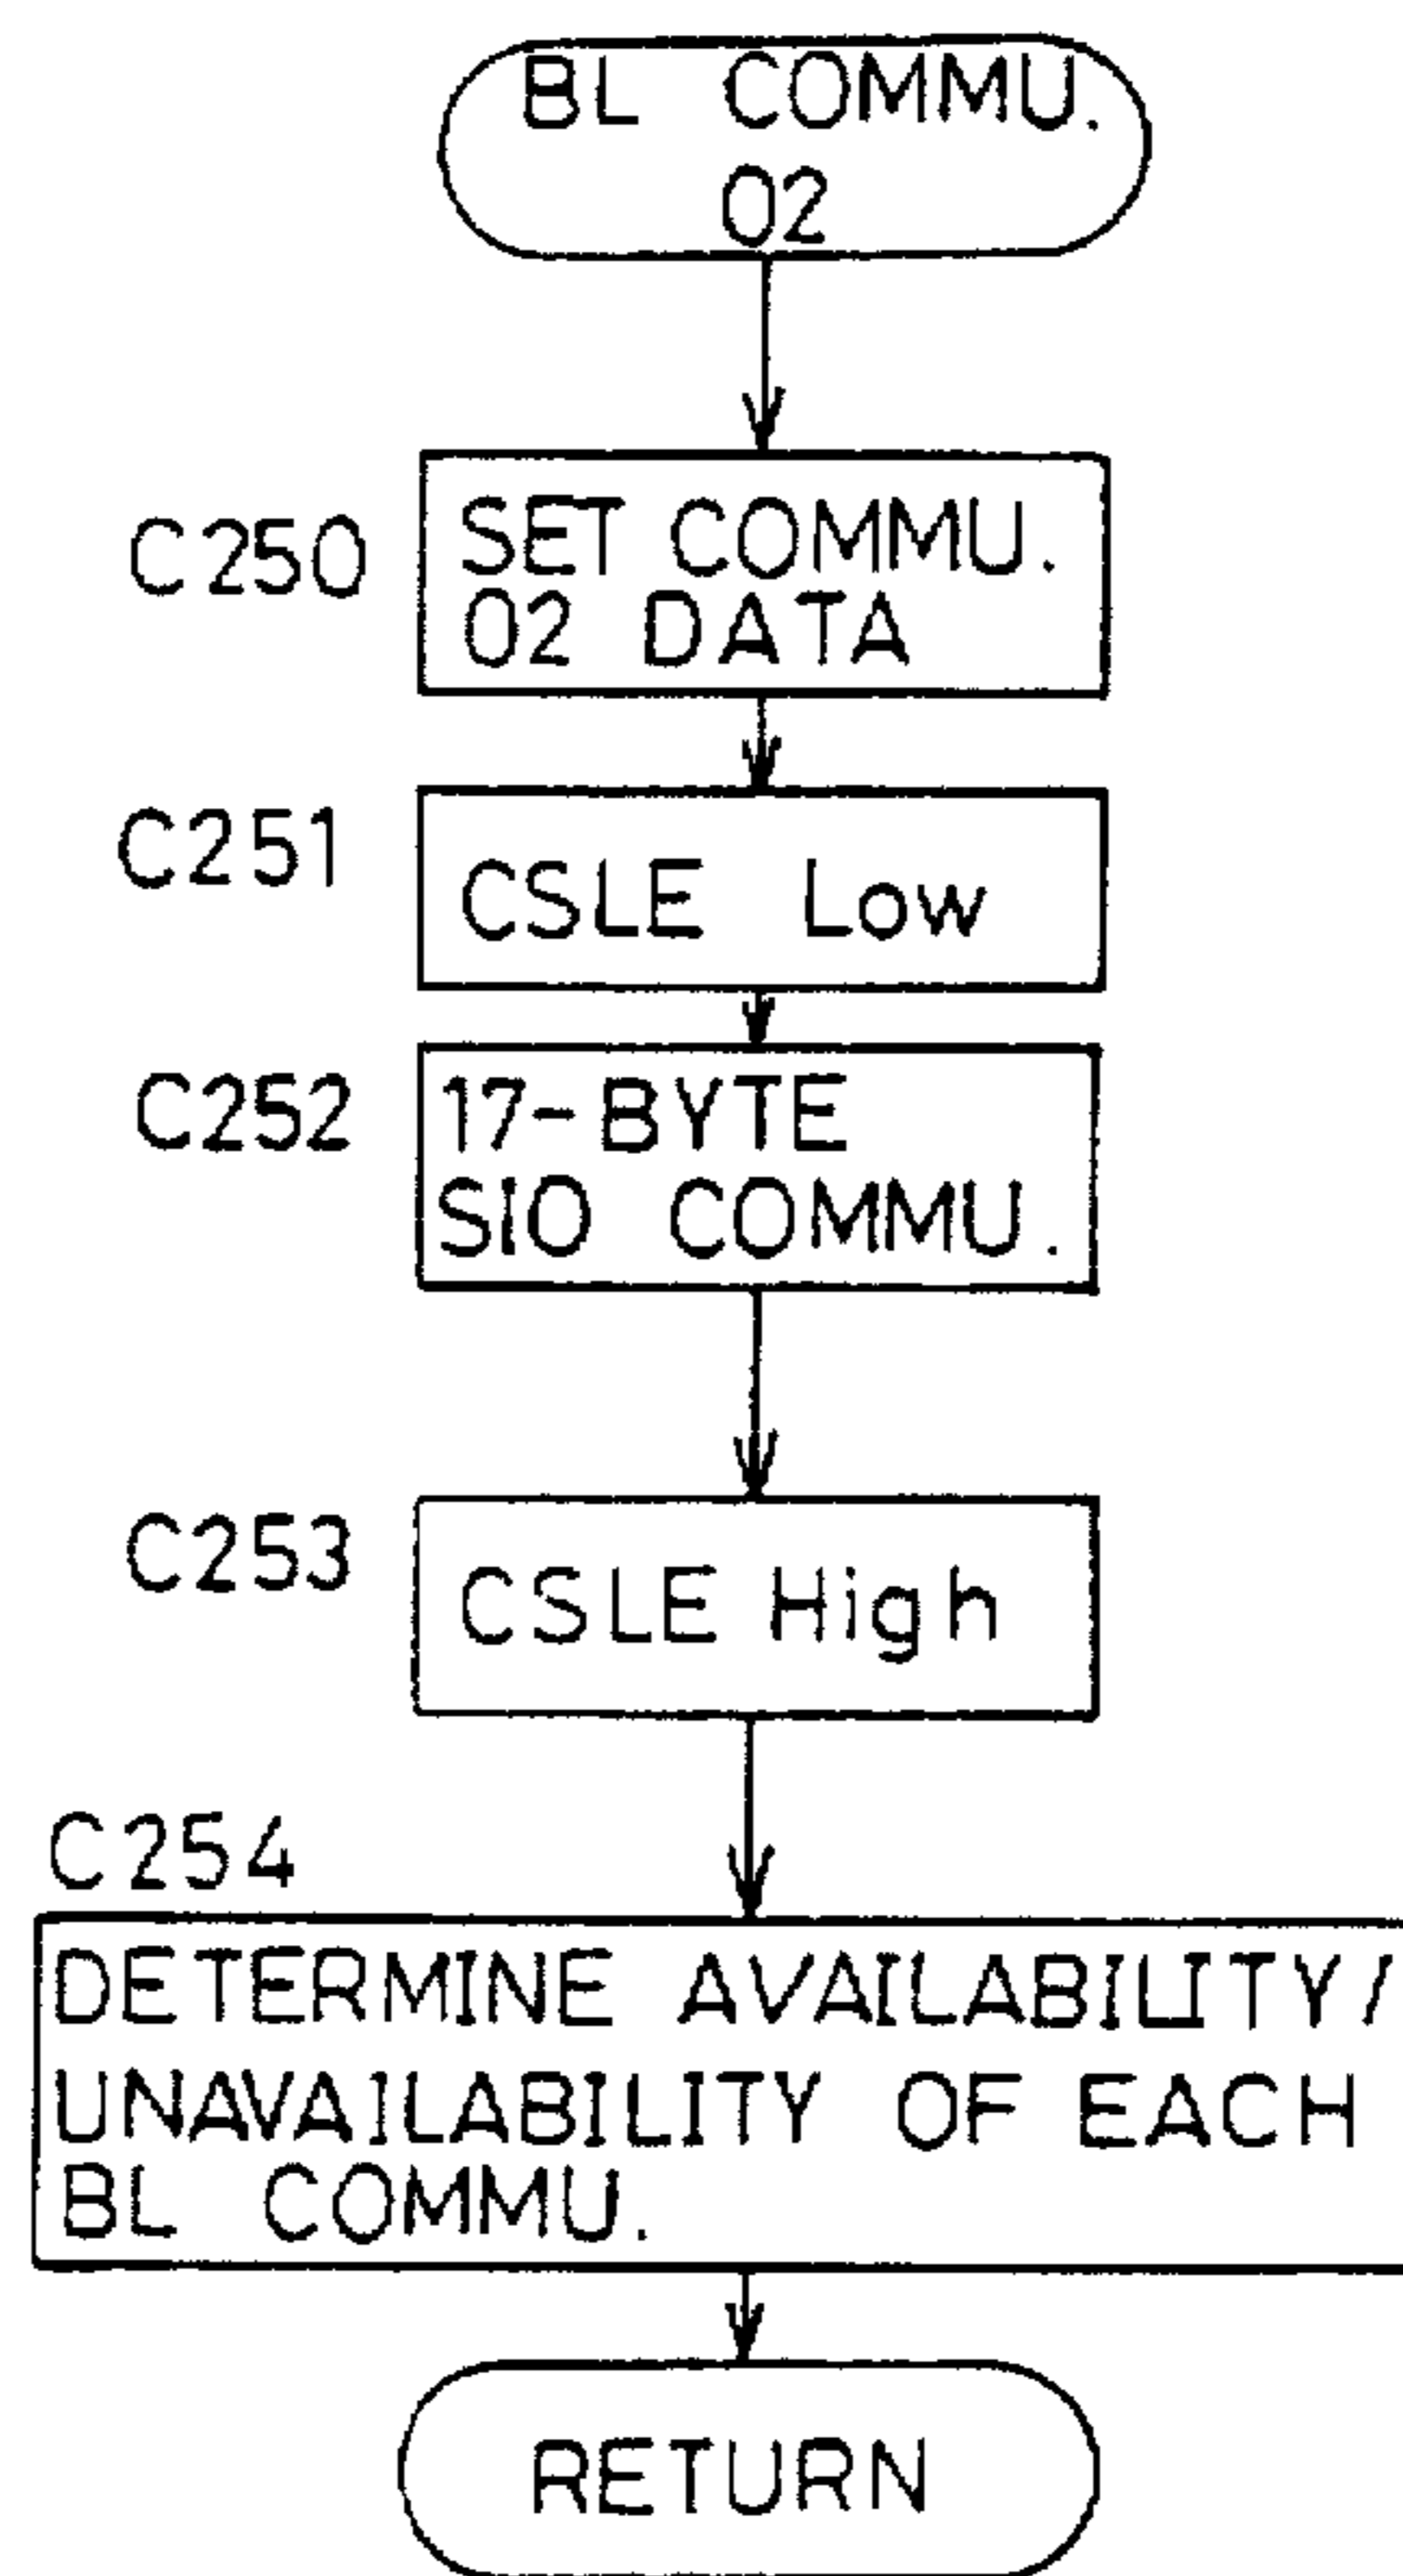 BL COMMU.
02
C250
SET COMMU.
02 DATA
C251
CSLE Low
C252
17-BYTE
SIO COMMU.
C253
CSLE High
C254
DETERMINE AVAILABILITY/
UNAVAILABILITY OF EACH
BL COMMU.
RETURN